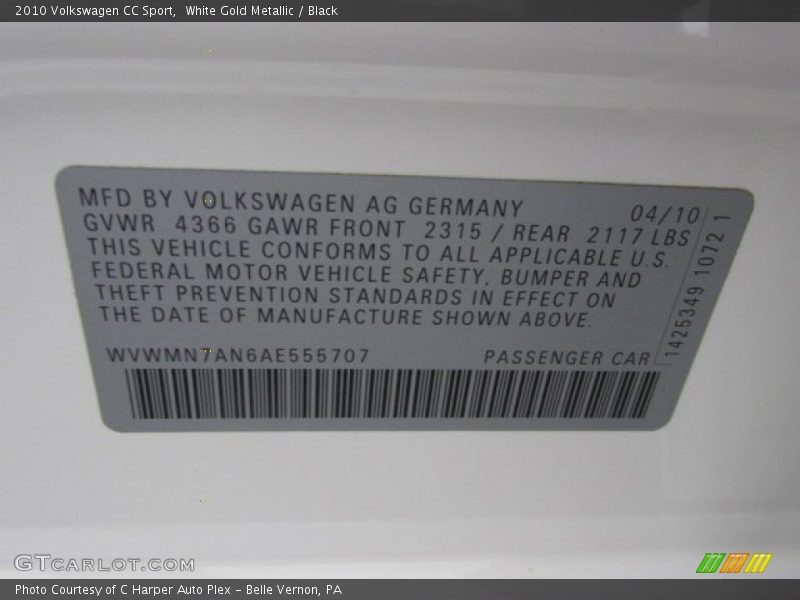 2010 Volkswagen CC Sport,  White Gold Metallic / Black
MFD BY VOLKSWAGEN AG GERMANY 04/10
GVWR 4366 GAWR FRONT 2315 / REAR 2117 LBS
THIS VEHICLE CONFORMS TO ALL APPLICABLE U.S.
FEDERAL MOTOR VEHICLE SAFETY, BUMPER AND
THEFT PREVENTION STANDARDS IN EFFECT ON
THE DATE OF MANUFACTURE SHOWN ABOVE.
WVWMN7AN6AE555707 PASSENGER CAR
1425349 1072 1
GTCARLOT.COM
Photo Courtesy of C Harper Auto Plex - Belle Vernon, PA